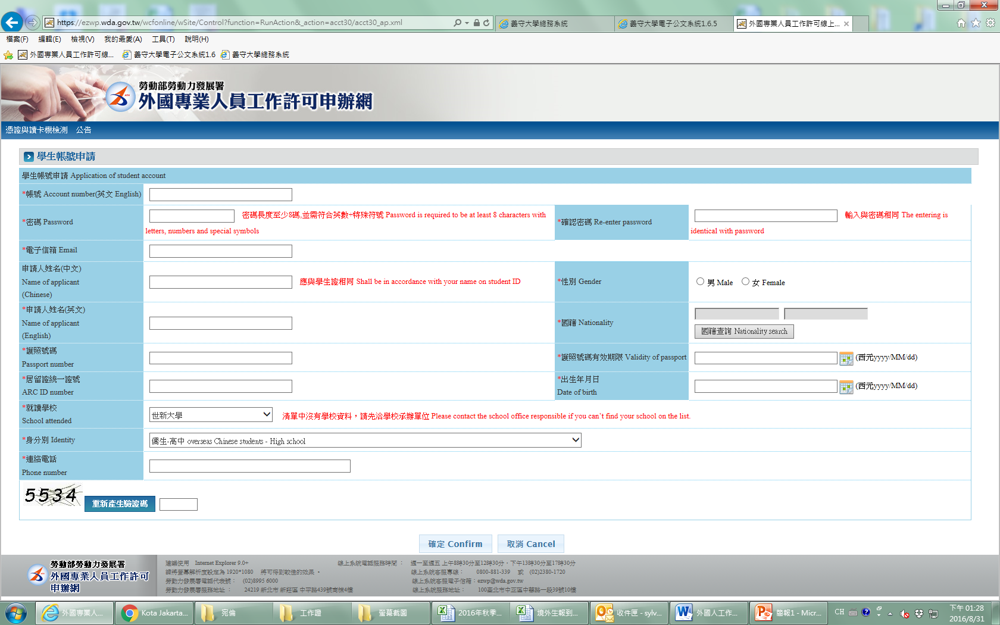 https://ezwp.wda.gov.tw/wcfonline/wSite/Control?function=RunAction&_action=acct30/acct30_ap.xml
義守大學總務系統
義守大學電子公文系統1.6.5
外國專業人員工作許可線上...
檔案(F) 編輯(E) 檢視(V) 我的最愛(A) 工具(T) 說明(H)
外國專業人員工作許可線... 義守大學電子公文系統1.6 義守大學總務系統
勞動部勞動力發展署
外國專業人員工作許可申辦網
憑證與讀卡機檢測 公告
學生帳號申請
學生帳號申請 Application of student account
*帳號 Account number(英文 English)
*密碼 Password
密碼長度至少8碼,並需符合英數+特殊符號 Password is required to be at least 8 characters with
letters, numbers and special symbols
*確認密碼 Re-enter password
輸入與密碼相同 The entering is
identical with password
*電子信箱 Email
申請人姓名(中文)
Name of applicant
(Chinese)
應與學生證相同 Shall be in accordance with your name on student ID
*性別 Gender
男 Male 女 Female
*申請人姓名(英文)
Name of applicant
(English)
*國籍 Nationality
國籍查詢 Nationality search
*護照號碼
Passport number
*護照號碼有效期限 Validity of passport
(西元yyyy/MM/dd)
*居留證統一證號
ARC ID number
*出生年月日
Date of birth
(西元yyyy/MM/dd)
*就讀學校
School attended
世新大學
清單中沒有學校資料，請先洽學校承辦單位 Please contact the school office responsible if you can't find your school on the list.
*身分別 Identity
僑生-高中 overseas Chinese students - High school
*連絡電話
Phone number
5534
重新產生驗證碼
確定 Confirm 取消 Cancel
勞動部勞動力發展署
外國專業人員工作許可
申辦網
建議使用 Internet Explorer 9.0+
請將螢幕解析度設定為 1920*1080 將可得到較佳的效果。
勞動力發展署電話代表號： (02)8995 6000
勞動力發展署服務地址： 24219 新北市 新莊區 中平路439號南棟4樓
線上系統電話服務時間： 週一至週五 上午8時30分至12時30分，下午13時30分至17時30分
線上系統客服專線： 0800-881-339 或 (02)2380-1720
線上系統客服電子信箱：ezwp@wda.gov.tw
線上系統服務地址： 100臺北市中正區中華路一段39號10樓
外國專業人...
Kota Jakarta...
宛倫
工作證
螢幕截圖
2016年秋季...
境外生報到...
收件匣 - sylv...
外國人工作...
簡報1 - Micr...
CH
下午 01:28
2016/8/31